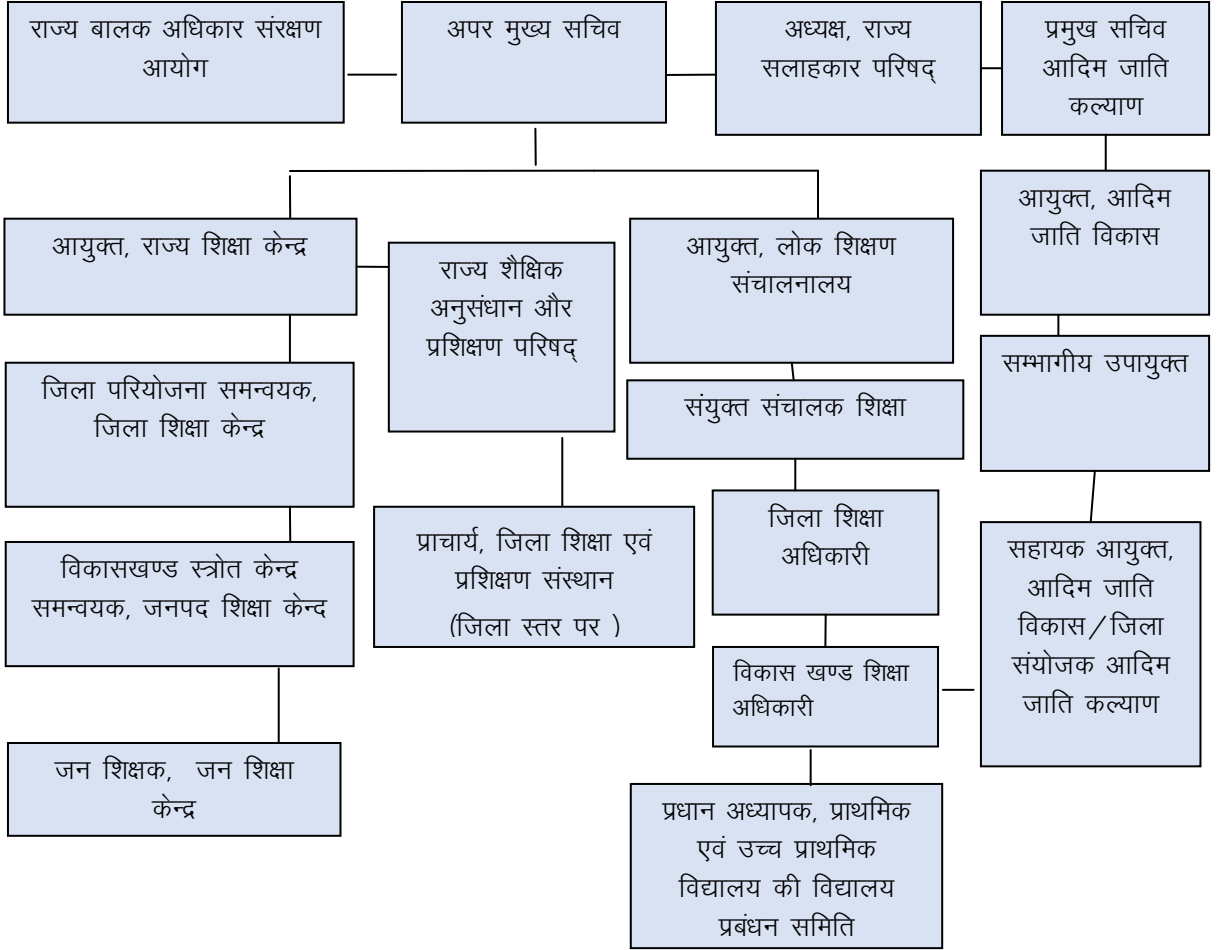 राज्य बालक अधिकार संरक्षण
आयोग
अपर मुख्य सचिव
अध्यक्ष, राज्य
सलाहकार परिषद्
प्रमुख सचिव
आदिम जाति
कल्याण
आयुक्त, आदिम
जाति विकास
आयुक्त, राज्य शिक्षा केन्द्र
राज्य शैक्षिक
अनुसंधान और
प्रशिक्षण परिषद्
आयुक्त, लोक शिक्षण
संचालनालय
सम्भागीय उपायुक्त
जिला परियोजना समन्वयक,
जिला शिक्षा केन्द्र
संयुक्त संचालक शिक्षा
जिला शिक्षा
अधिकारी
प्राचार्य, जिला शिक्षा एवं
प्रशिक्षण संस्थान
(जिला स्तर पर )
सहायक आयुक्त,
आदिम जाति
विकास/जिला
संयोजक आदिम
जाति कल्याण
विकासखण्ड स्त्रोत केन्द्र
समन्वयक, जनपद शिक्षा केन्द
विकास खण्ड शिक्षा
अधिकारी
जन शिक्षक, जन शिक्षा
केन्द्र
प्रधान अध्यापक, प्राथमिक
एवं उच्च प्राथमिक
विद्यालय की विद्यालय
प्रबंधन समिति